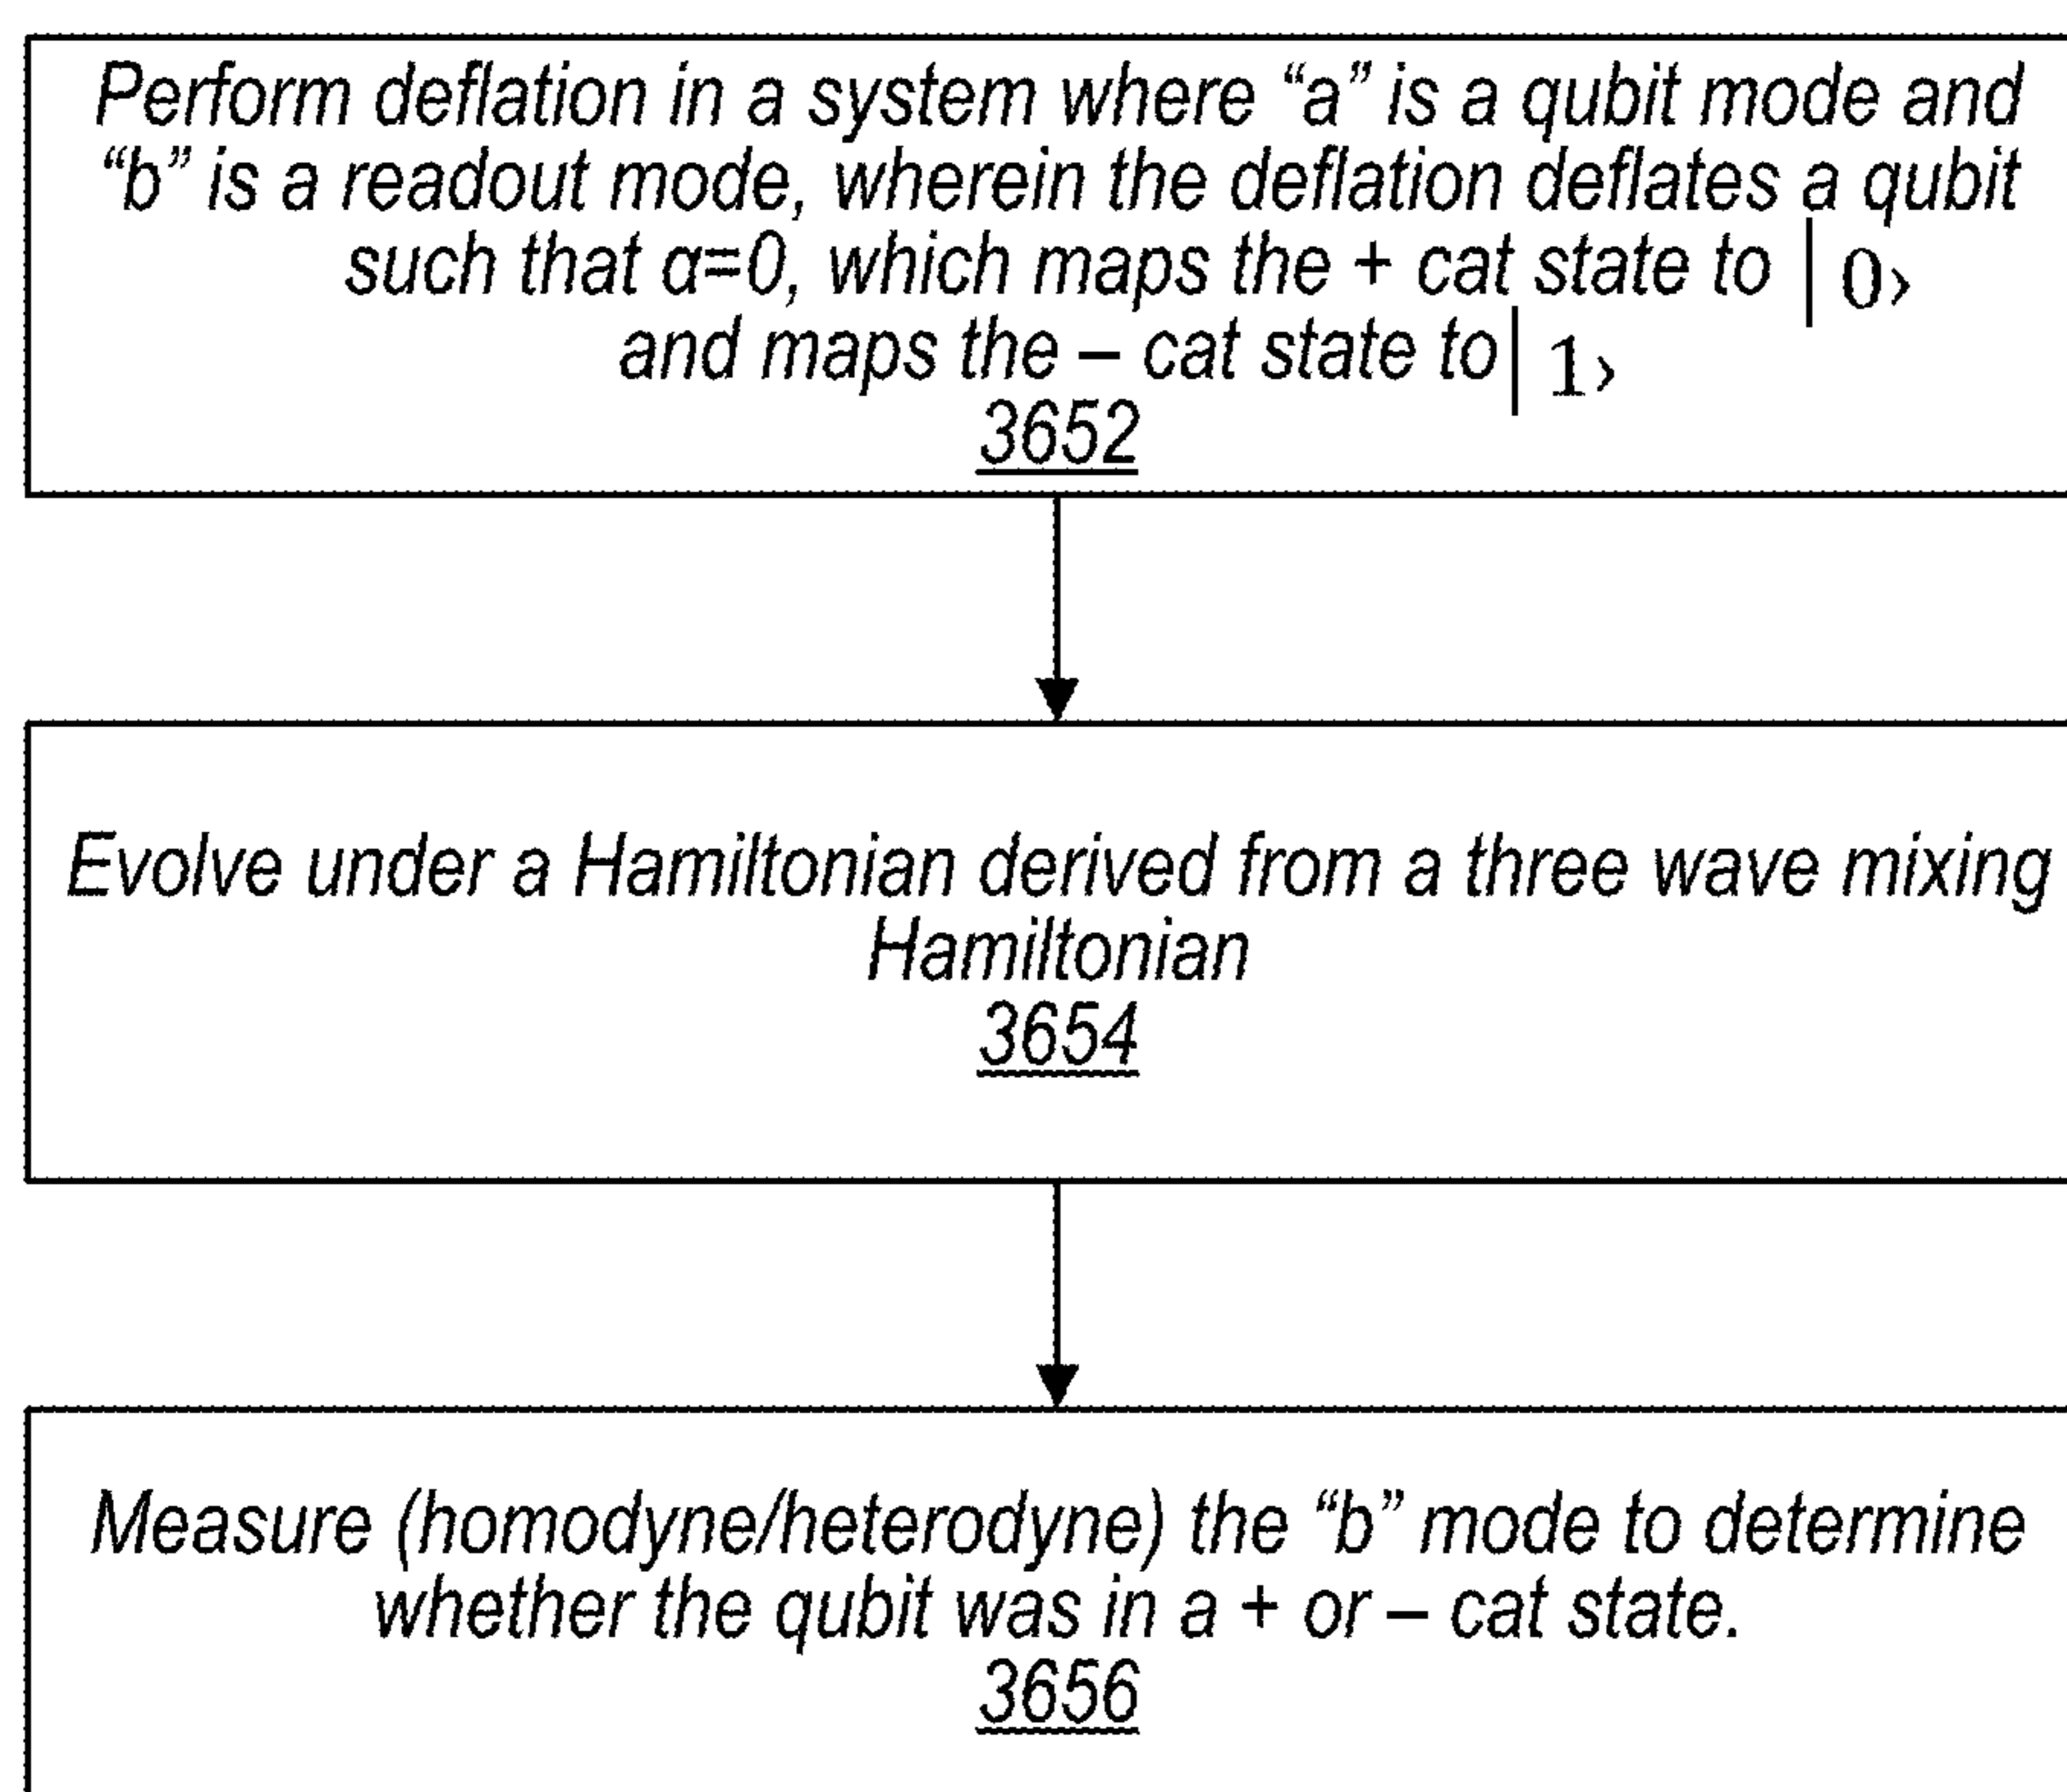 Perform deflation in a system where “a” is a qubit mode and
“b” is a readout mode, wherein the deflation deflates a qubit
such that α=0, which maps the + cat state to | 0›
and maps the – cat state to | 1›
3652
Evolve under a Hamiltonian derived from a three wave mixing
Hamiltonian
3654
Measure (homodyne/heterodyne) the “b” mode to determine
whether the qubit was in a + or – cat state.
3656